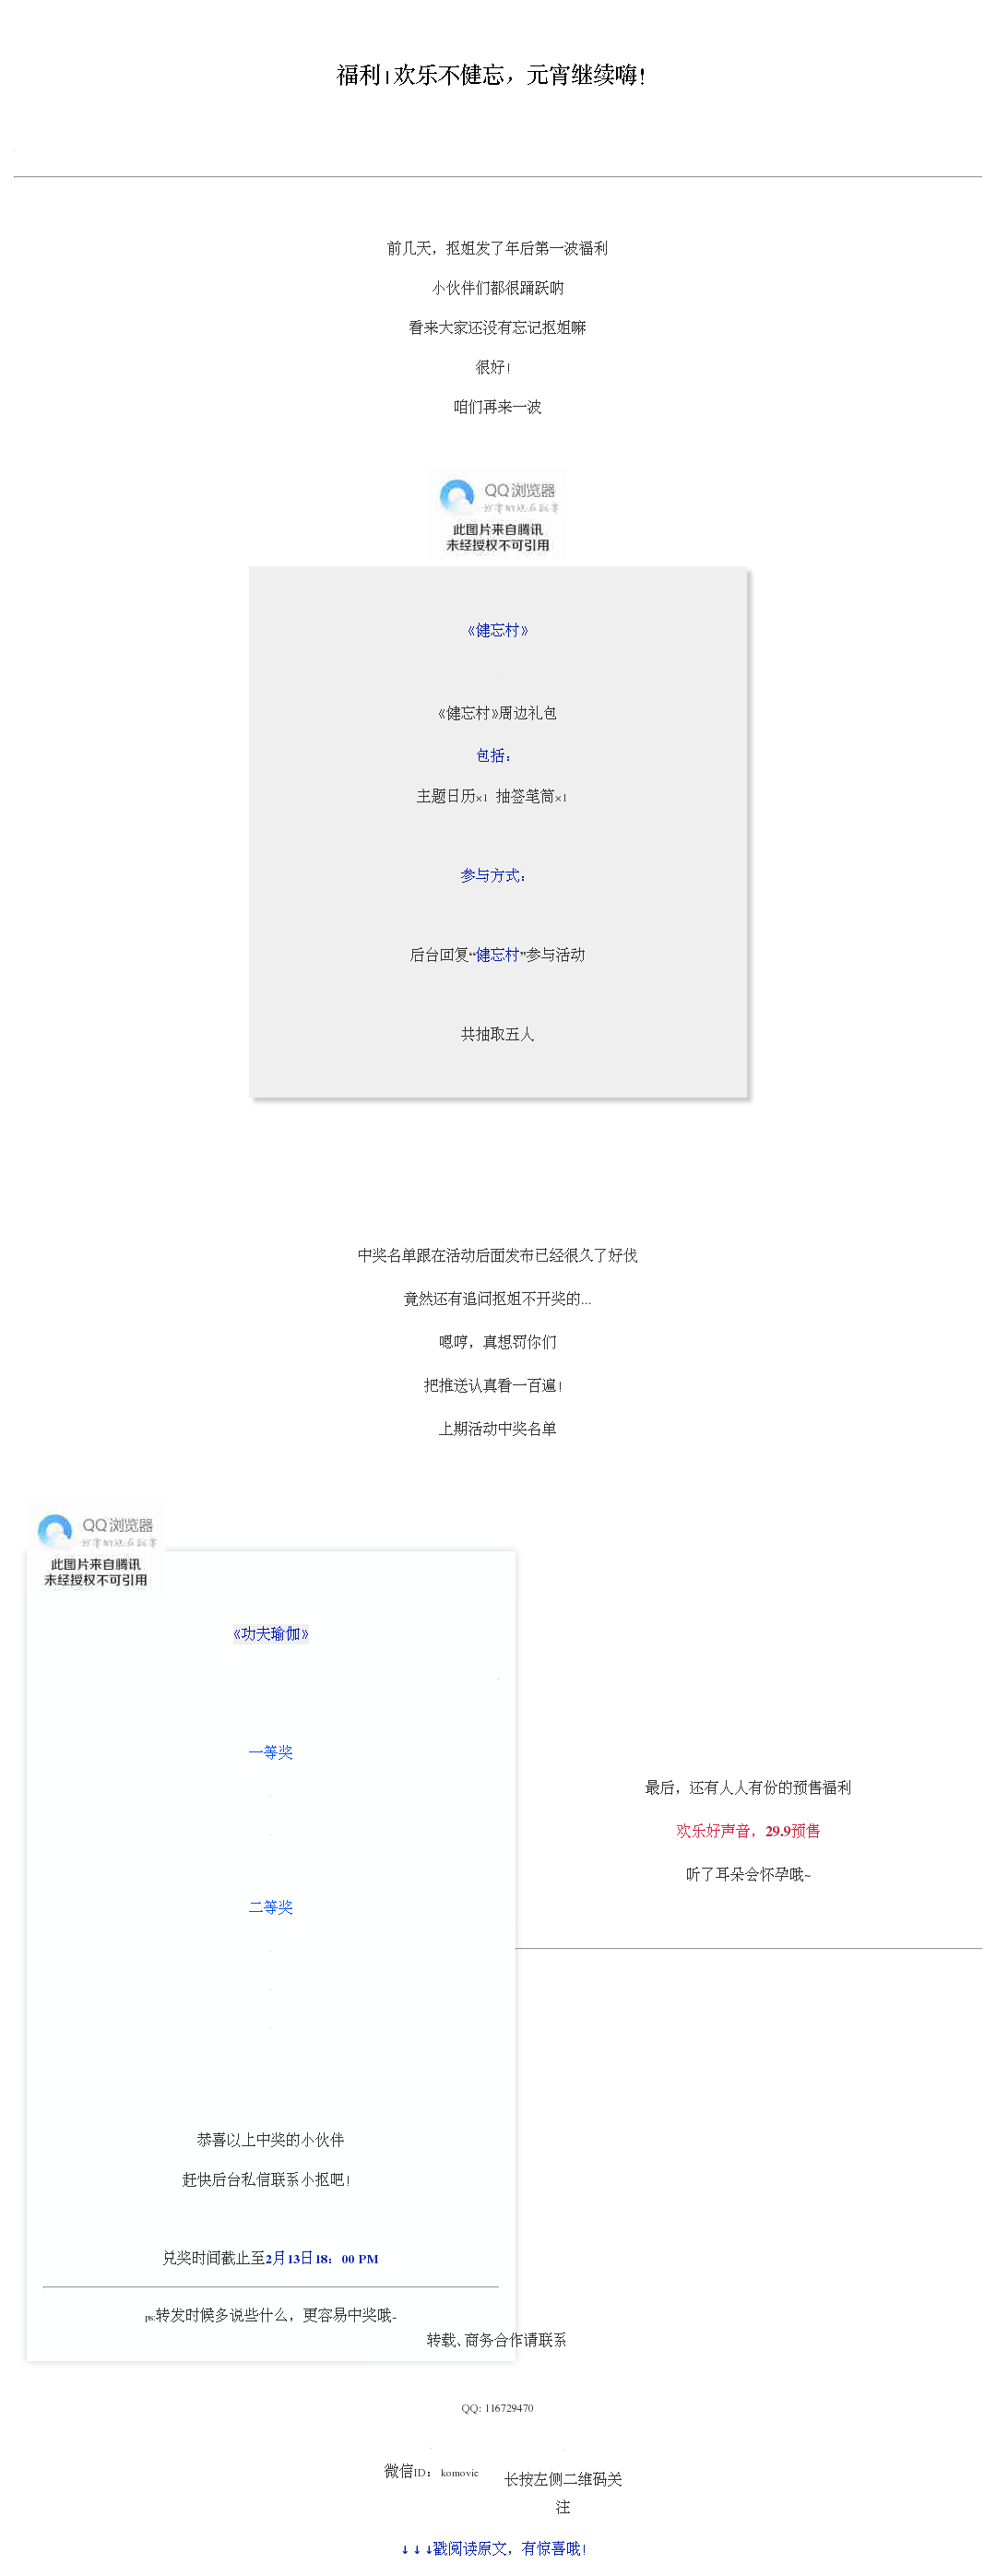 福利|欢乐不健忘，元宵继续嗨!
前几天，抠姐发了年后第一波福利
小伙伴们都很踊跃呐
看来大家还没有忘记抠姐嘛
很好!
咱们再来一波
QQ浏览器
此图片来自腾讯
未经授权不可引用
《健忘村》
《健忘村》周边礼包
包括：
主题日历×1 抽签笔筒×1
参与方式：
后台回复“健忘村”参与活动
共抽取五人
中奖名单跟在活动后面发布已经很久了好伐
竟然还有追问抠姐不开奖的...
嗯哼，真想罚你们
把推送认真看一百遍!
上期活动中奖名单
QQ浏览器
此图片来自腾讯
未经授权不可引用
《功夫瑜伽》
一等奖
二等奖
恭喜以上中奖的小伙伴
赶快后台私信联系小抠吧!
兑奖时间截止至2月13日18：00 PM
ps:转发时候多说些什么，更容易中奖哦~
最后，还有人人有份的预售福利
欢乐好声音，29.9预售
听了耳朵会怀孕哦~
转载、商务合作请联系
QQ: 116729470
微信ID：komovie
长按左侧二维码关
注
↓ ↓ ↓戳阅读原文，有惊喜哦!